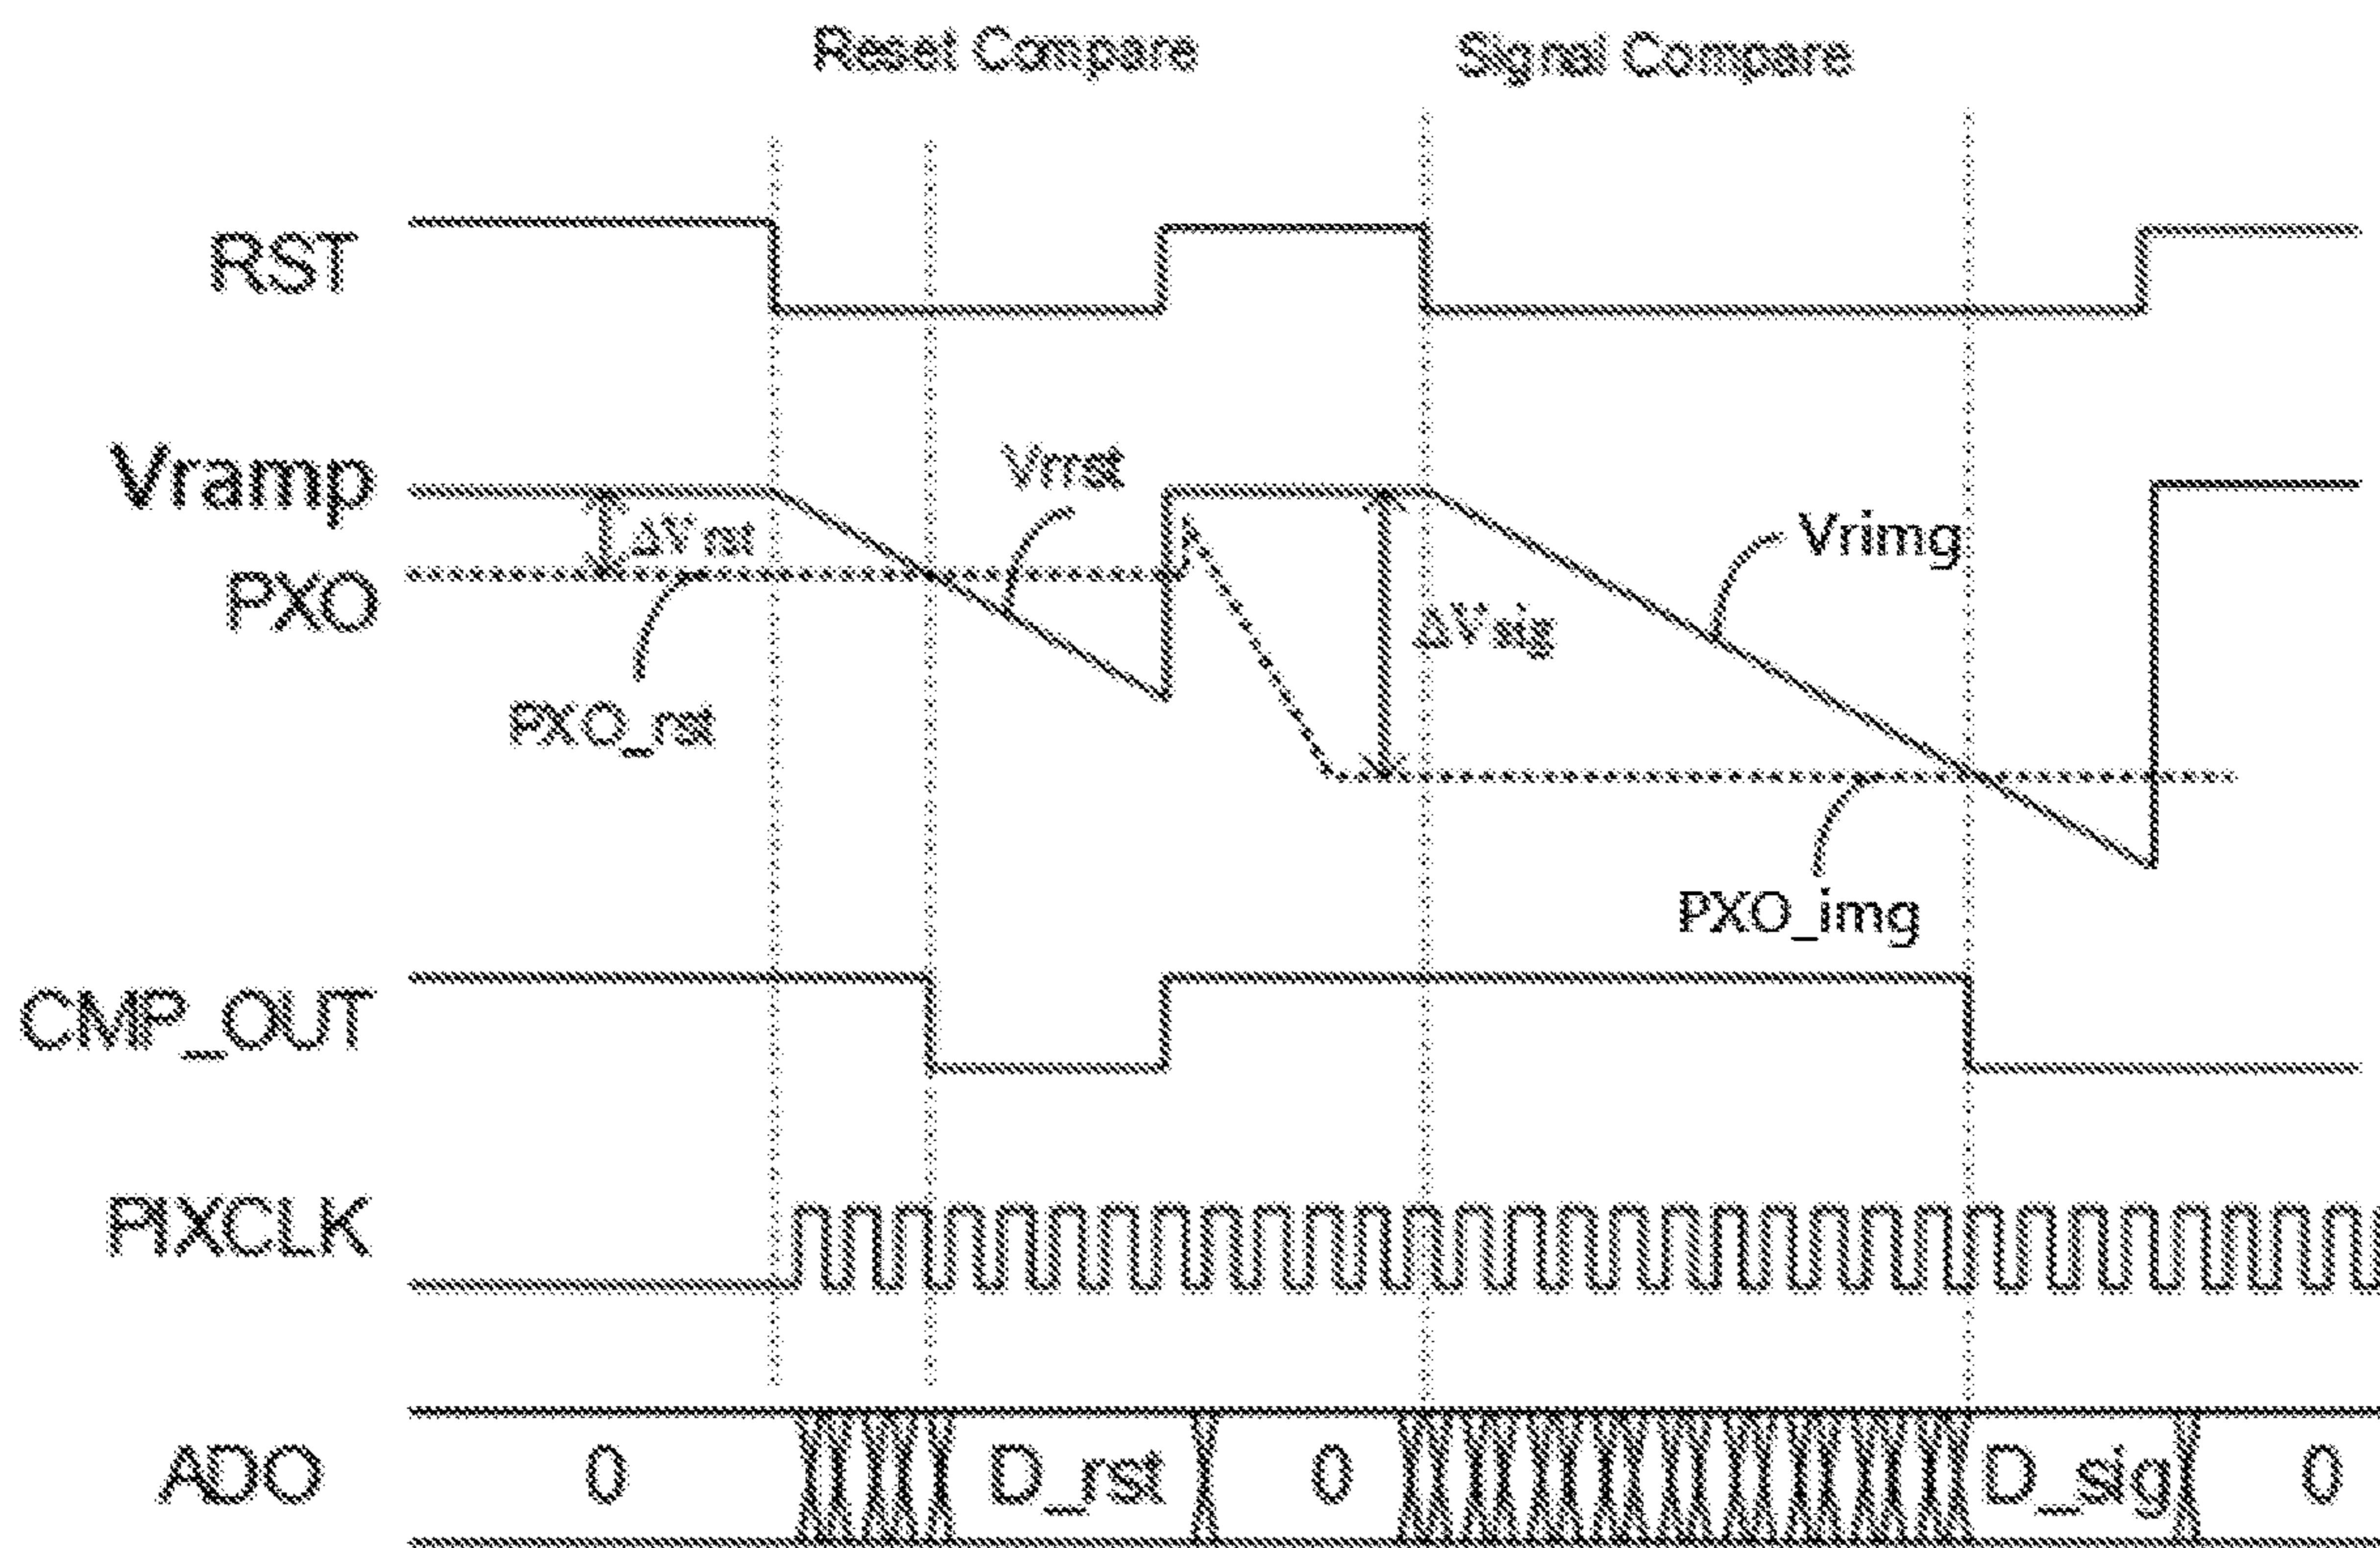 Reset Compare
Signal Compare
RST
Vramp
Vrrst
ΔVrst
Vrimg
PXO
ΔVsig
PXO_rst
PXO_img
CMP_OUT
PIXCLK
ADO
0
D_rst
0
D_sig
0